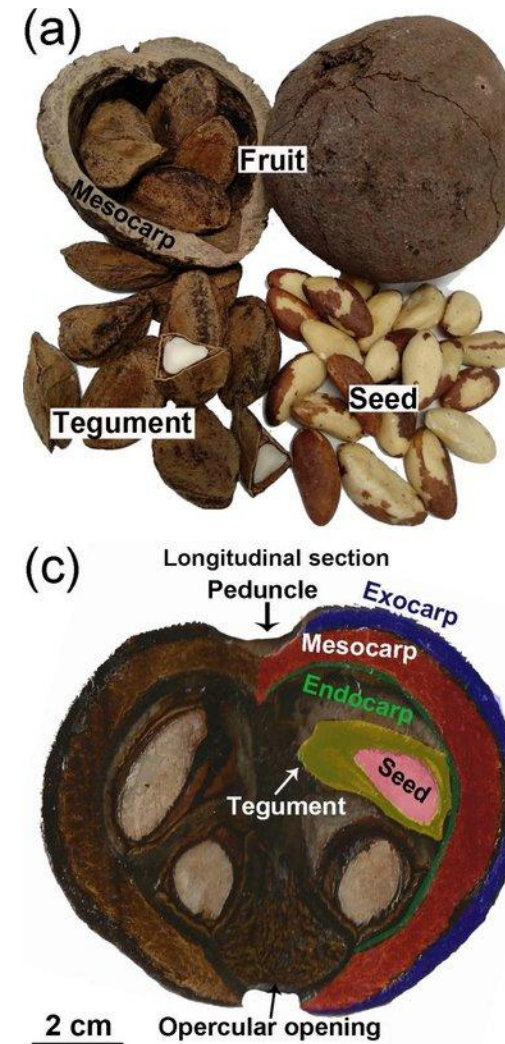 (a)
Fruit
Mesocarp
Seed
Tegument
(c)
Longitudinal section
Peduncle
Exocarp
Mesocarp
Endocarp
Seed
Tegument
2 cm
Opercular opening